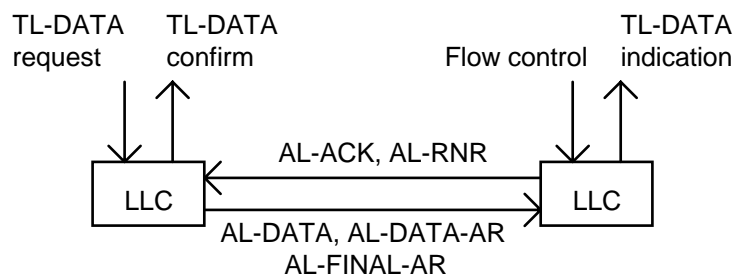 TL-DATA
request
TL-DATA
confirm
Flow control
TL-DATA
indication
AL-ACK, AL-RNR
LLC
LLC
AL-DATA, AL-DATA-AR
AL-FINAL-AR